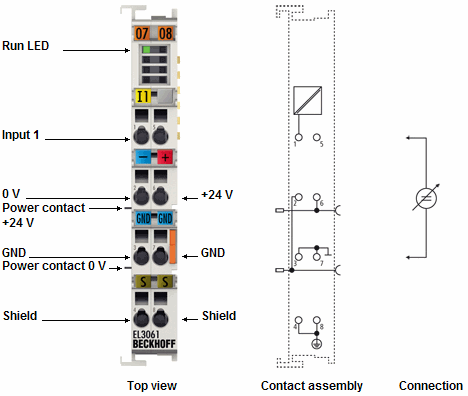 07 08
Run LED
I1
Input 1
1 5
− +
0 V
+24 V
Power contact
+24 V
2 6
GND GND
GND
GND
Power contact 0 V
3 7
S S
Shield
Shield
4 8
EL3061
BECKHOFF
Top view
Contact assembly
Connection